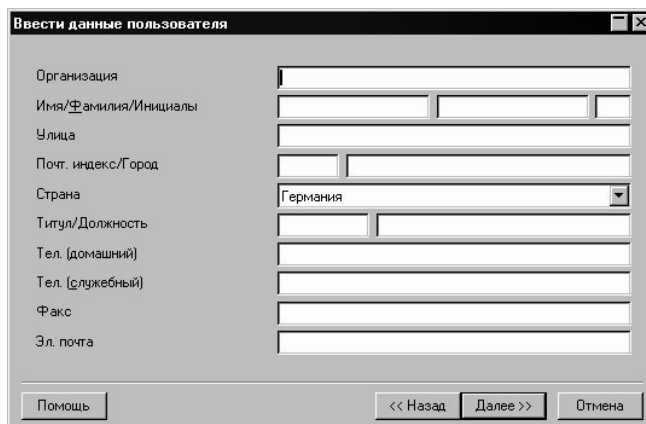 Ввести данные пользователя
Организация
Имя/Фамилия/Инициалы
Улица
Почт. индекс/Город
Страна Германия
Титул/Должность
Тел. (домашний)
Тел. (служебный)
Факс
Эл. почта
Помощь << Назад Далее >> Отмена